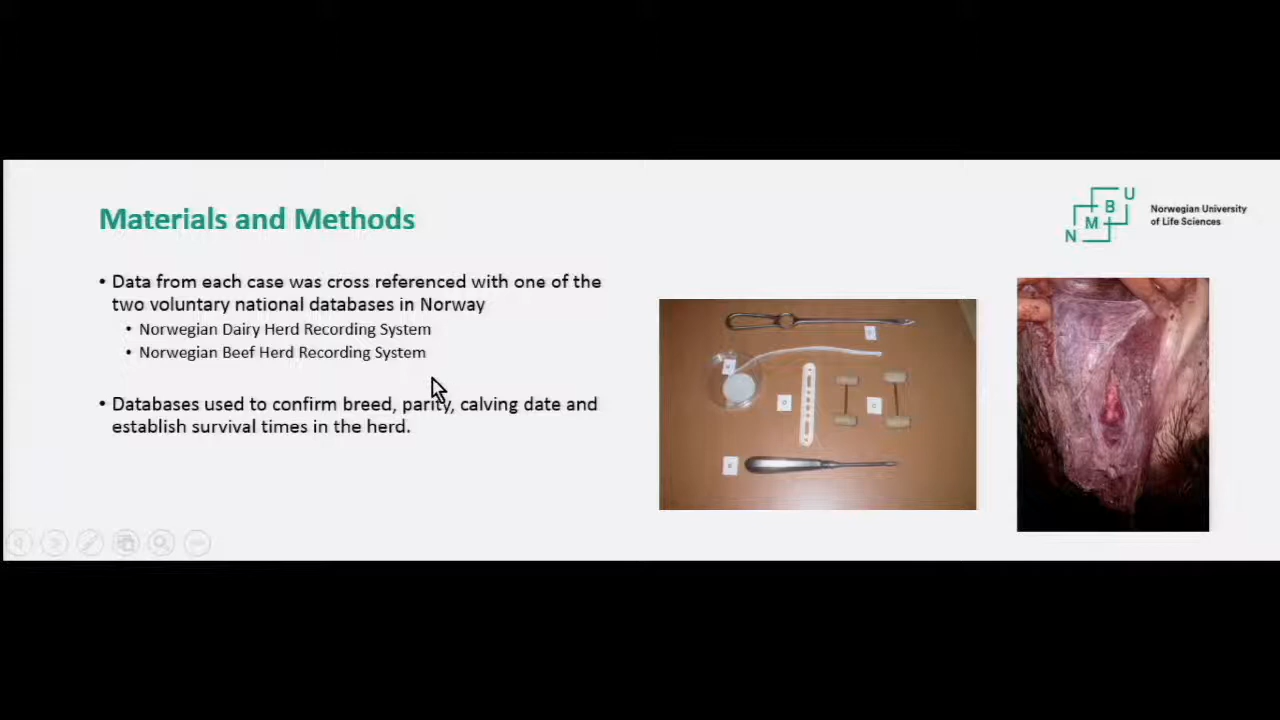 Materials and Methods
• Data from each case was cross referenced with one of the
two voluntary national databases in Norway
• Norwegian Dairy Herd Recording System
• Norwegian Beef Herd Recording System
• Databases used to confirm breed, parity, calving date and
establish survival times in the herd.
N M B U
Norwegian University
of Life Sciences